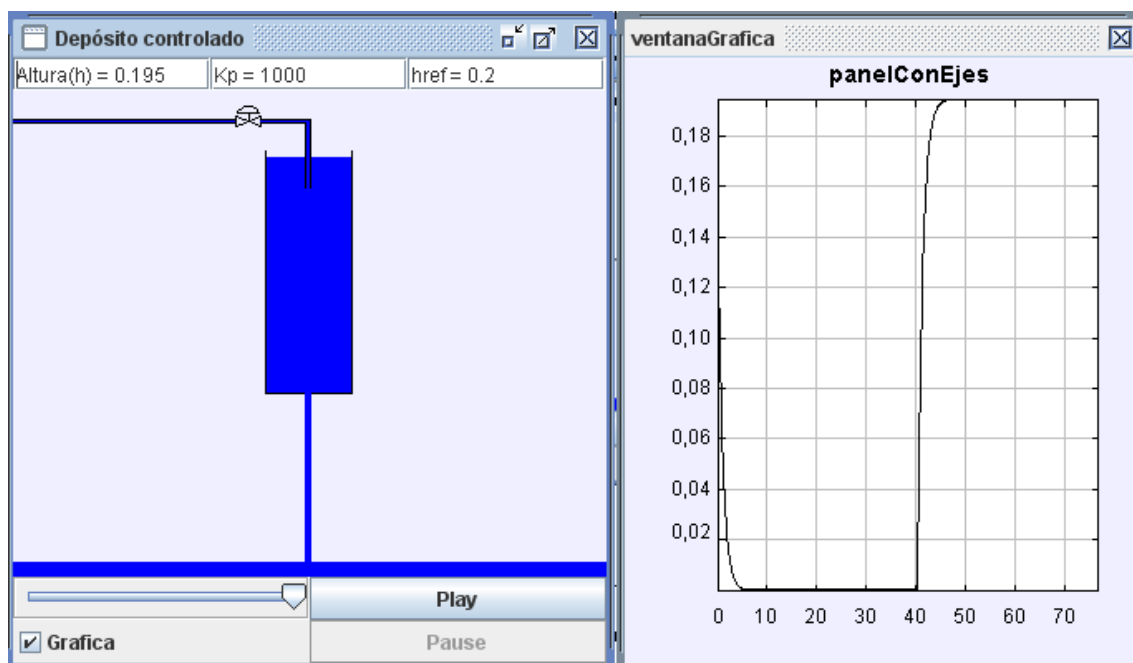 Depósito controlado
Altura(h) = 0.195
Kp = 1000
href = 0.2
Play
Grafica
Pause
ventanaGrafica
panelConEjes
0,18
0,16
0,14
0,12
0,10
0,08
0,06
0,04
0,02
0 10 20 30 40 50 60 70